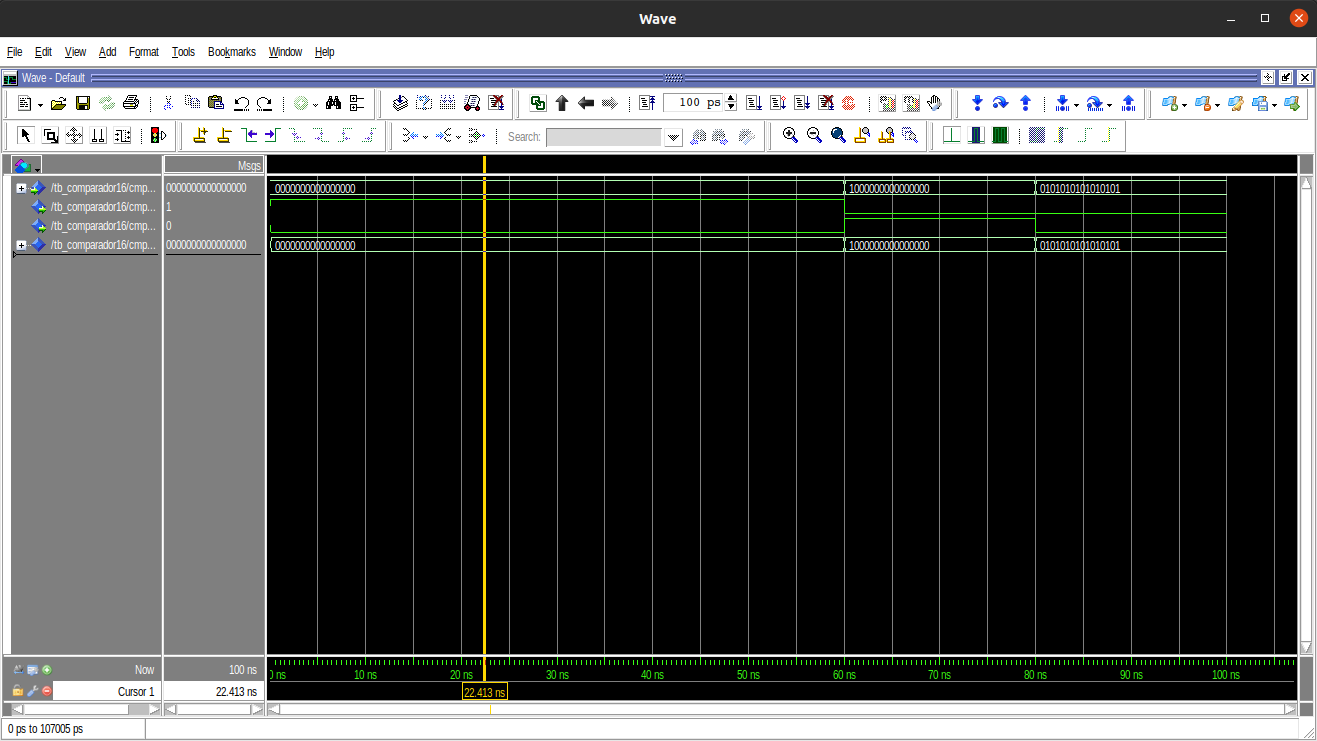 Wave
File Edit View Add Format Tools Bookmarks Window Help
Wave - Default
100 ps
Search:
Msgs
/tb_comparador16/cmp... 0000000000000000 0000000000000000 1000000000000000 0101010101010101
/tb_comparador16/cmp... 1
/tb_comparador16/cmp... 0
/tb_comparador16/cmp... 0000000000000000 0000000000000000 1000000000000000 0101010101010101
Now 100 ns ns 10 ns 20 ns 30 ns 40 ns 50 ns 60 ns 70 ns 80 ns 90 ns 100 ns
Cursor 1 22.413 ns 22.413 ns
0 ps to 107005 ps